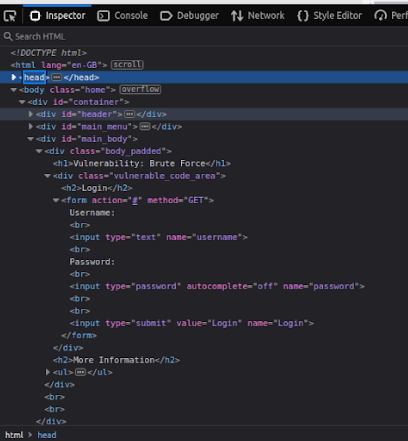 Inspector Console Debugger Network Style Editor Perf
Search HTML
<!DOCTYPE html>
<html lang="en-GB"> scroll
<head> ⋯ </head>
<body class="home"> overflow
<div id="container">
<div id="header"> ⋯ </div>
<div id="main_menu"> ⋯ </div>
<div id="main_body">
<div class="body_padded">
<h1>Vulnerability: Brute Force</h1>
<div class="vulnerable_code_area">
<h2>Login</h2>
<form action="#" method="GET">
Username:
<br>
<input type="text" name="username">
<br>
Password:
<br>
<input type="password" autocomplete="off" name="password">
<br>
<br>
<input type="submit" value="Login" name="Login">
</form>
</div>
<h2>More Information</h2>
<ul> ⋯ </ul>
</div>
<br>
<br>
</div>
html > head